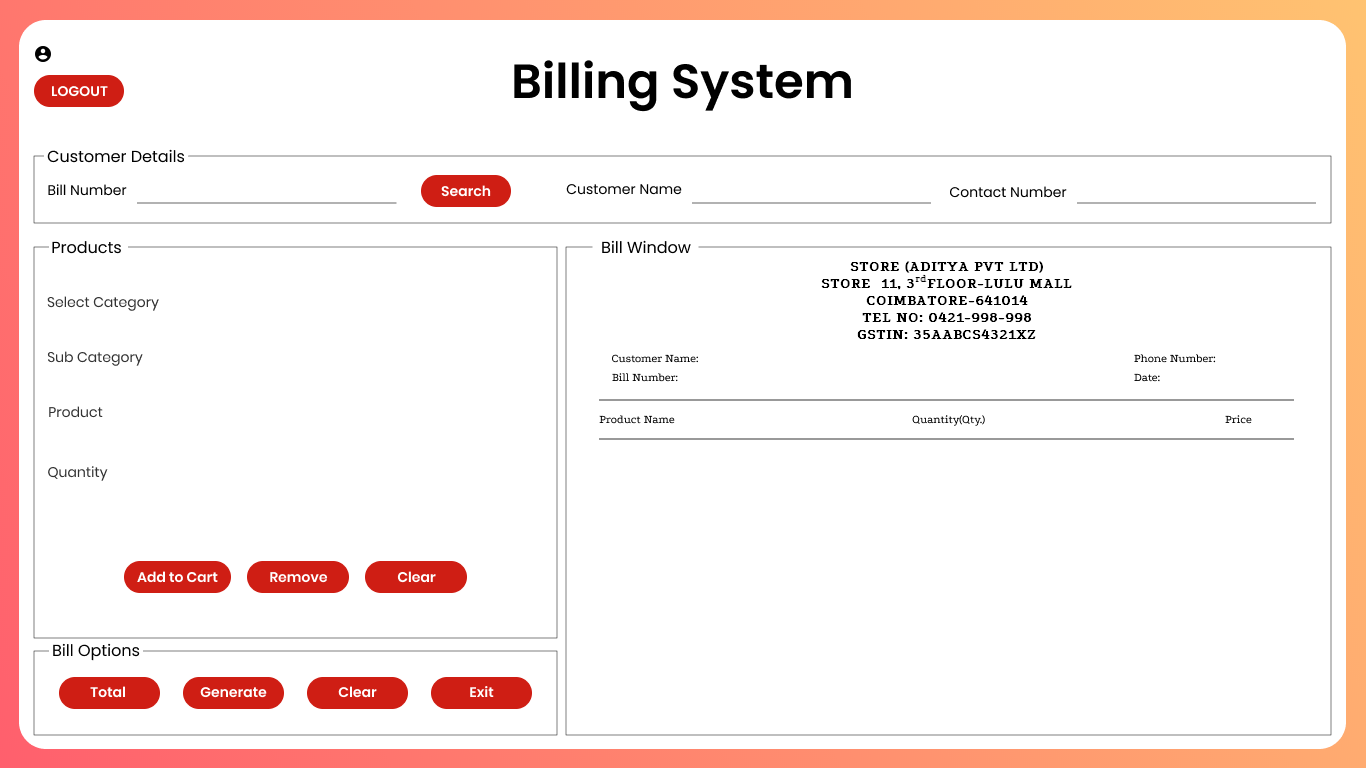 Billing System
LOGOUT
Customer Details
Bill Number
Search
Customer Name
Contact Number
Products
Select Category
Sub Category
Product
Quantity
Add to Cart Remove Clear
Bill Options
Total Generate Clear Exit
Bill Window
STORE (ADITYA PVT LTD)
STORE 11, 3rdFLOOR-LULU MALL
COIMBATORE-641014
TEL NO: 0421-998-998
GSTIN: 35AABCS4321XZ
Customer Name: Phone Number:
Bill Number: Date:
Product Name Quantity(Qty.) Price